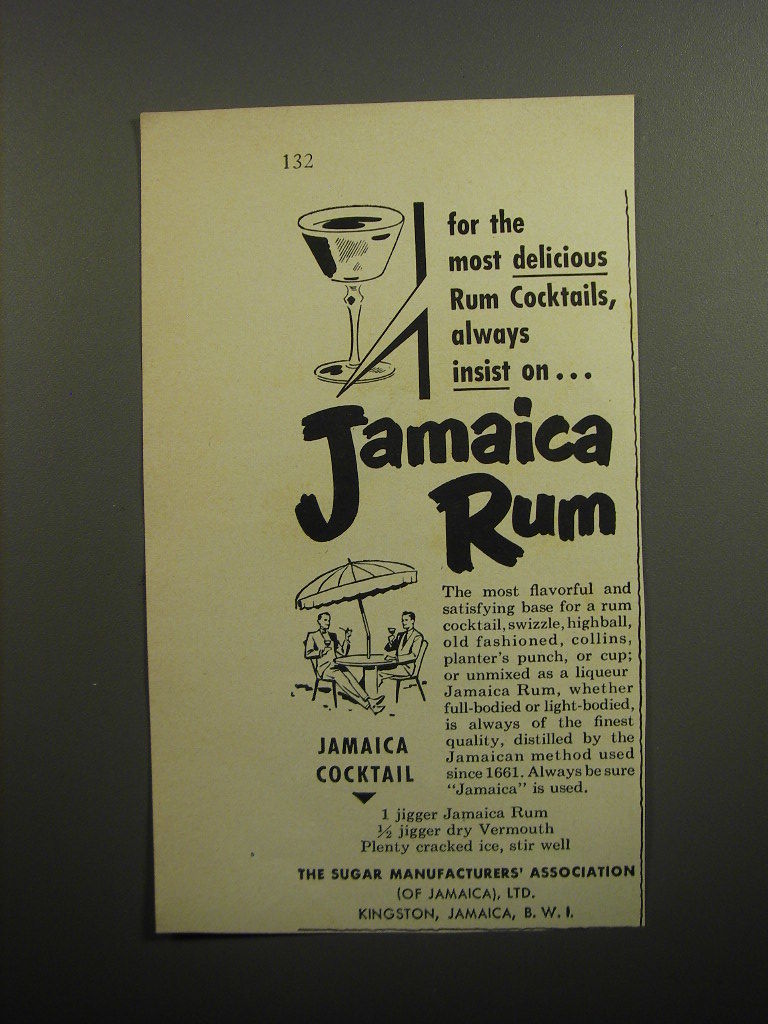 132
for the
most delicious
Rum Cocktails,
always
insist on...
Jamaica
Rum
The most flavorful and
satisfying base for a rum
cocktail, swizzle, highball,
old fashioned, collins,
planter's punch, or cup;
or unmixed as a liqueur
Jamaica Rum, whether
full-bodied or light-bodied,
is always of the finest
quality, distilled by the
Jamaican method used
since 1661. Always be sure
"Jamaica" is used.
JAMAICA
COCKTAIL
1 jigger Jamaica Rum
½ jigger dry Vermouth
Plenty cracked ice, stir well
THE SUGAR MANUFACTURERS' ASSOCIATION
(OF JAMAICA), LTD.
KINGSTON, JAMAICA, B. W. I.